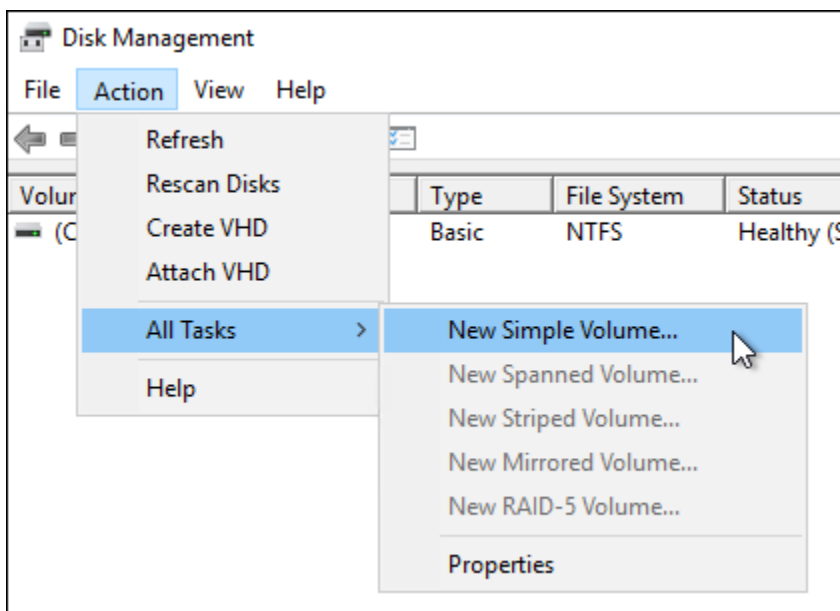 Disk Management
File Action View Help
Refresh
Rescan Disks
Create VHD
Attach VHD
All Tasks
Help
Type File System Status
Basic NTFS Healthy
New Simple Volume...
New Spanned Volume...
New Striped Volume...
New Mirrored Volume...
New RAID-5 Volume...
Properties